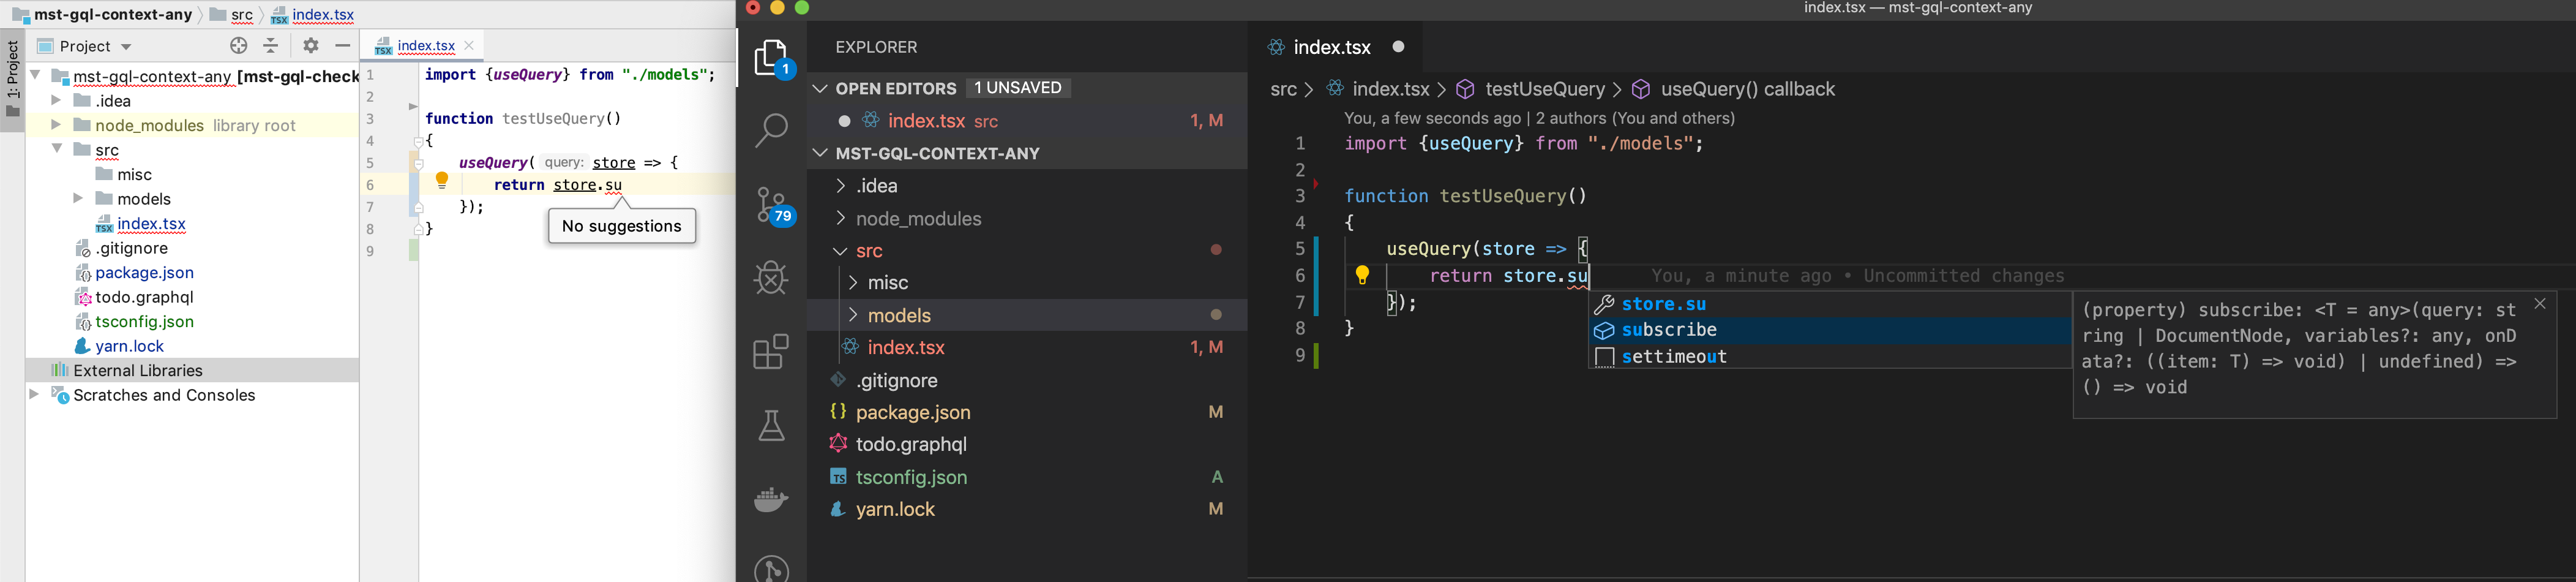 mst-gql-context-any
src
index.tsx
1: Project
Project
mst-gql-context-any [mst-gql-check
.idea
node_modules library root
src
misc
models
index.tsx
.gitignore
package.json
todo.graphql
tsconfig.json
yarn.lock
External Libraries
Scratches and Consoles
index.tsx
1 import {useQuery} from "./models";
2
3 function testUseQuery()
4 {
5 useQuery( query: store => {
6 return store.su
7 });
8 }
9
No suggestions
index.tsx — mst-gql-context-any
1
79
EXPLORER
OPEN EDITORS 1 UNSAVED
index.tsx src 1, M
MST-GQL-CONTEXT-ANY
.idea
node_modules
src
misc
models
index.tsx 1, M
.gitignore
package.json M
todo.graphql
TS tsconfig.json A
yarn.lock M
index.tsx
src > index.tsx > testUseQuery > useQuery() callback
You, a few seconds ago | 2 authors (You and others)
1 import {useQuery} from "./models";
2
3 function testUseQuery()
4 {
5 useQuery(store => {
6 return store.su You, a minute ago • Uncommitted changes
7 });
8 }
9
store.su
subscribe
settimeout
(property) subscribe: <T = any>(query: st
ring | DocumentNode, variables?: any, onD
ata?: ((item: T) => void) | undefined) =>
() => void